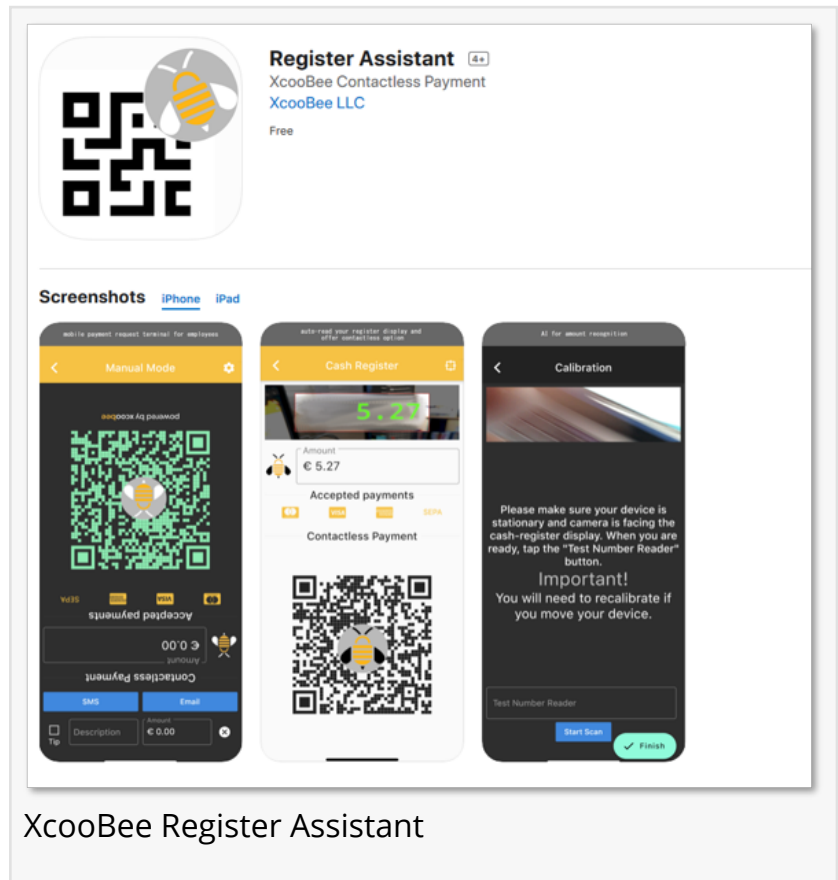 Register Assistant 4+
XcooBee Contactless Payment
XcooBee LLC
Free
Screenshots iPhone iPad
mobile payment request terminal for employees
Manual Mode
powered by xcoobee
SEPA VISA
Accepted payments
€ 0.00
Amount
Contactless Payment
SMS Email
Tip Description Amount € 0.00
auto-read your register display and
offer contactless option
Cash Register
5.27
Amount
€ 5.27
Accepted payments
VISA SEPA
Contactless Payment
AI for amount recognition
Calibration
Please make sure your device is
stationary and camera is facing the
cash-register display. When you are
ready, tap the "Test Number Reader"
button.
Important!
You will need to recalibrate if
you move your device.
Test Number Reader
Start Scan
Finish
XcooBee Register Assistant